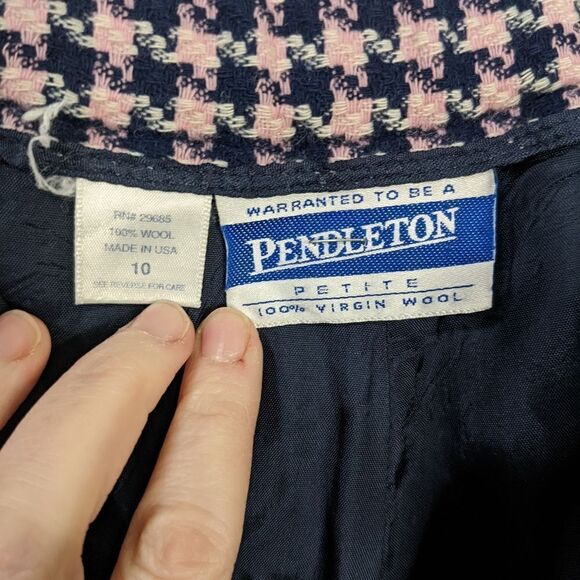 RN# 29685
100% WOOL
MADE IN USA
10
SEE REVERSE FOR CARE
WARRANTED TO BE A
PENDLETON
PETITE
100% VIRGIN WOOL